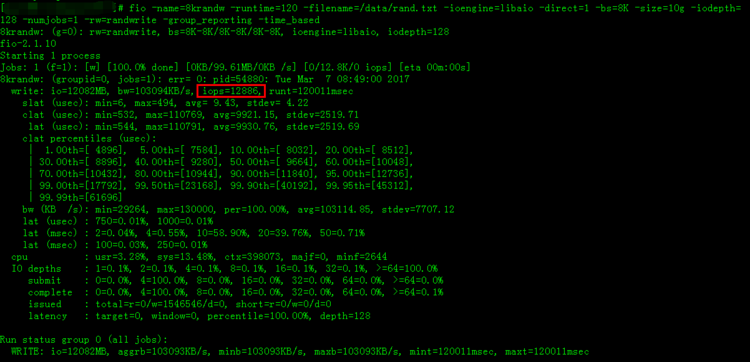 # fio -name=8krandw -runtime=120 -filename=/data/rand.txt -ioengine=libaio -direct=1 -bs=8K -size=10g -iodepth=
128 -numjobs=1 -rw=randwrite -group_reporting -time_based
8krandw: (g=0): rw=randwrite, bs=8K-8K/8K-8K/8K-8K, ioengine=libaio, iodepth=128
fio-2.1.10
Starting 1 process
Jobs: 1 (f=1): [w] [100.0% done] [0KB/99.61MB/0KB /s] [0/12.8K/0 iops] [eta 00m:00s]
8krandw: (groupid=0, jobs=1): err= 0: pid=54880: Tue Mar  7 08:49:00 2017
write: io=12082MB, bw=103094KB/s, iops=12886, runt=120011msec
slat (usec): min=6, max=494, avg= 9.43, stdev= 4.22
clat (usec): min=532, max=110769, avg=9921.15, stdev=2519.71
lat (usec): min=544, max=110791, avg=9930.76, stdev=2519.69
clat percentiles (usec):
|  1.00th=[ 4896],  5.00th=[ 7584], 10.00th=[ 8032], 20.00th=[ 8512],
| 30.00th=[ 8896], 40.00th=[ 9280], 50.00th=[ 9664], 60.00th=[10048],
| 70.00th=[10432], 80.00th=[10944], 90.00th=[11840], 95.00th=[12736],
| 99.00th=[17792], 99.50th=[23168], 99.90th=[40192], 99.95th=[45312],
| 99.99th=[61696]
bw (KB  /s): min=29264, max=130000, per=100.00%, avg=103114.85, stdev=7707.12
lat (usec) : 750=0.01%, 1000=0.01%
lat (msec) : 2=0.04%, 4=0.55%, 10=58.90%, 20=39.76%, 50=0.71%
lat (msec) : 100=0.03%, 250=0.01%
cpu          : usr=3.28%, sys=13.48%, ctx=398073, majf=0, minf=2644
IO depths    : 1=0.1%, 2=0.1%, 4=0.1%, 8=0.1%, 16=0.1%, 32=0.1%, >=64=100.0%
submit    : 0=0.0%, 4=100.0%, 8=0.0%, 16=0.0%, 32=0.0%, 64=0.0%, >=64=0.0%
complete  : 0=0.0%, 4=100.0%, 8=0.0%, 16=0.0%, 32=0.0%, 64=0.0%, >=64=0.1%
issued    : total=r=0/w=1546546/d=0, short=r=0/w=0/d=0
latency   : target=0, window=0, percentile=100.00%, depth=128
Run status group 0 (all jobs):
WRITE: io=12082MB, aggrb=103093KB/s, minb=103093KB/s, maxb=103093KB/s, mint=120011msec, maxt=120011msec